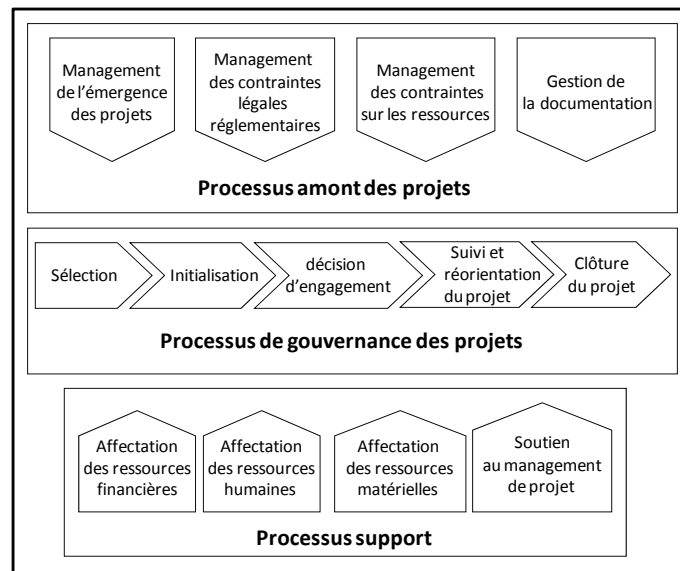 Management
de l'émergence
des projets
Management
des contraintes
légales
réglementaires
Management
des contraintes
sur les ressources
Gestion de
la documentation
Processus amont des projets
Sélection
Initialisation
décision
d'engagement
Suivi et
réorientation
du projet
Clôture
du projet
Processus de gouvernance des projets
Affectation
des ressources
financières
Affectation
des ressources
humaines
Affectation
des ressources
matérielles
Soutien
au management
de projet
Processus support